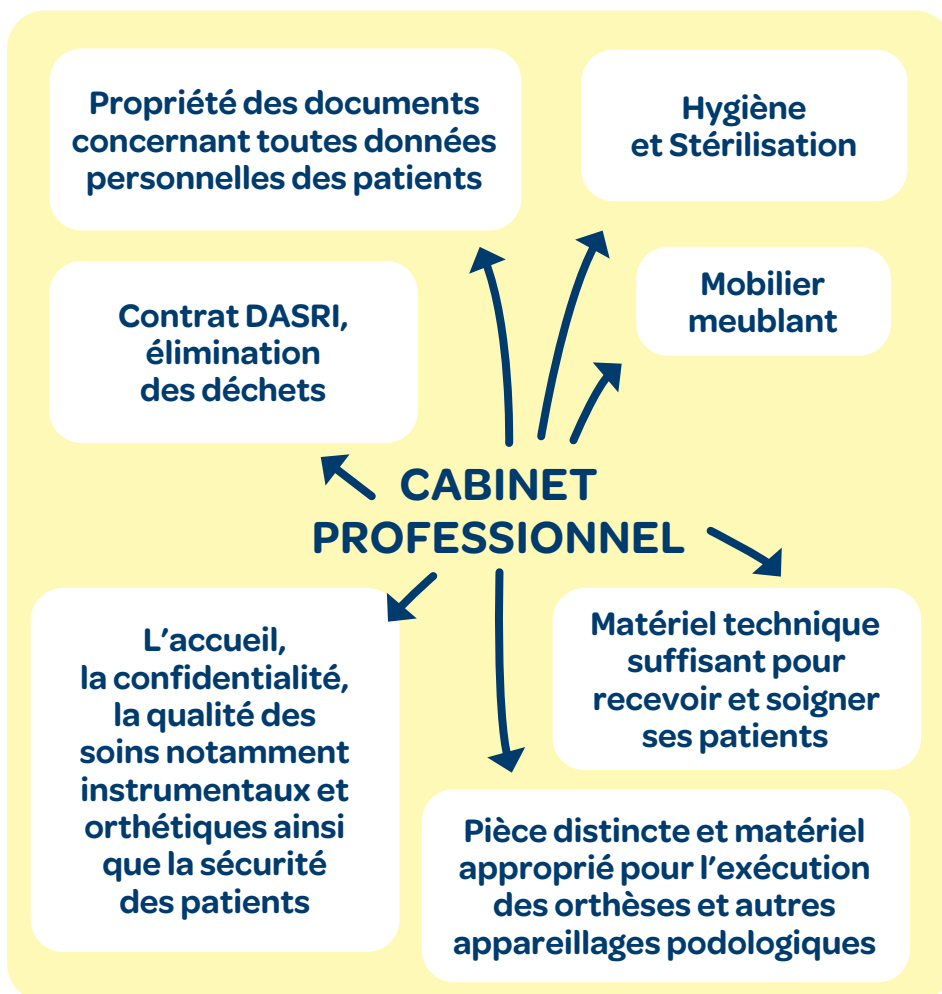 Propriété des documents
concernant toutes données
personnelles des patients
Hygiène
et Stérilisation
Mobilier
meublant
Contrat DASRI,
élimination
des déchets
CABINET
PROFESSIONNEL
L’accueil,
la confidentialité,
la qualité des
soins notamment
instrumentaux et
orthétiques ainsi
que la sécurité
des patients
Matériel technique
suffisant pour
recevoir et soigner
ses patients
Pièce distincte et matériel
approprié pour l’exécution
des orthèses et autres
appareillages podologiques